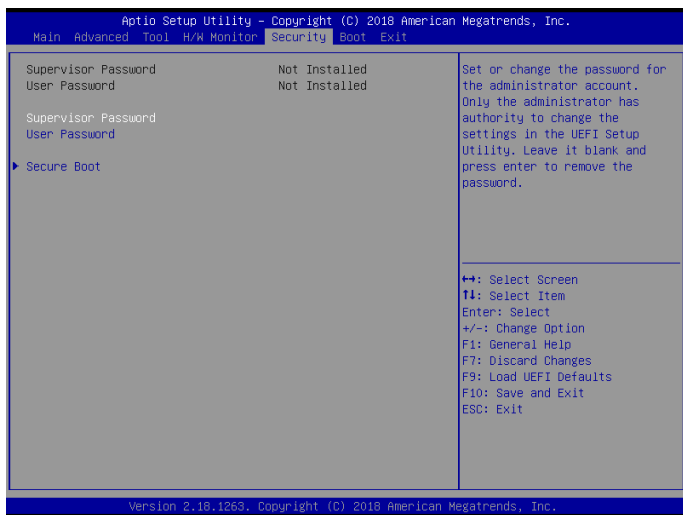 Aptio Setup Utility – Copyright (C) 2018 American Megatrends, Inc.
Main Advanced Tool H/W Monitor Security Boot Exit
Supervisor Password Not Installed
User Password Not Installed
Supervisor Password
User Password
Secure Boot
Set or change the password for
the administrator account.
Only the administrator has
authority to change the
settings in the UEFI Setup
Utility. Leave it blank and
press enter to remove the
password.
↔: Select Screen
↑↓: Select Item
Enter: Select
+/-: Change Option
F1: General Help
F7: Discard Changes
F9: Load UEFI Defaults
F10: Save and Exit
ESC: Exit
Version 2.18.1263. Copyright (C) 2018 American Megatrends, Inc.